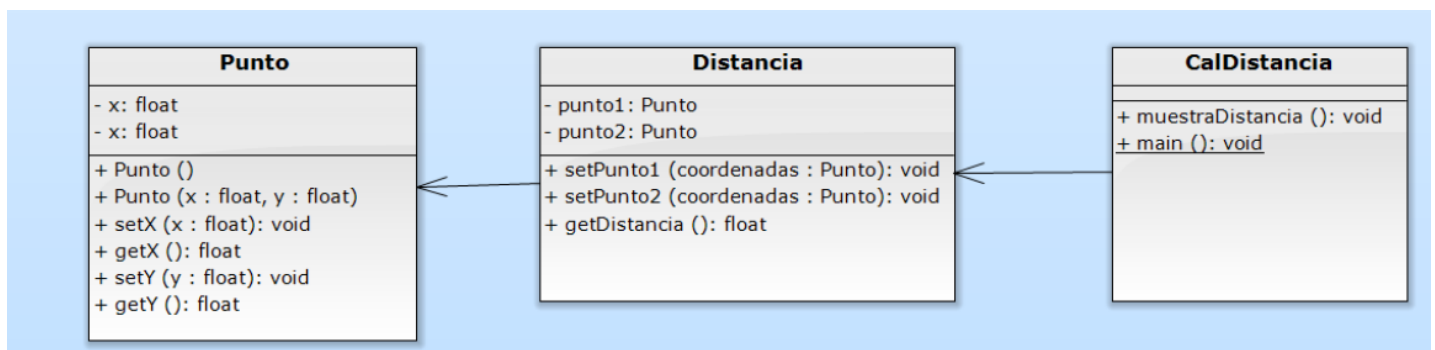 Punto
- x: float
- x: float
+ Punto ()
+ Punto (x : float, y : float)
+ setX (x : float): void
+ getX (): float
+ setY (y : float): void
+ getY (): float
Distancia
- punto1: Punto
- punto2: Punto
+ setPunto1 (coordenadas : Punto): void
+ setPunto2 (coordenadas : Punto): void
+ getDistancia (): float
CalDistancia
+ muestraDistancia (): void
+ main (): void